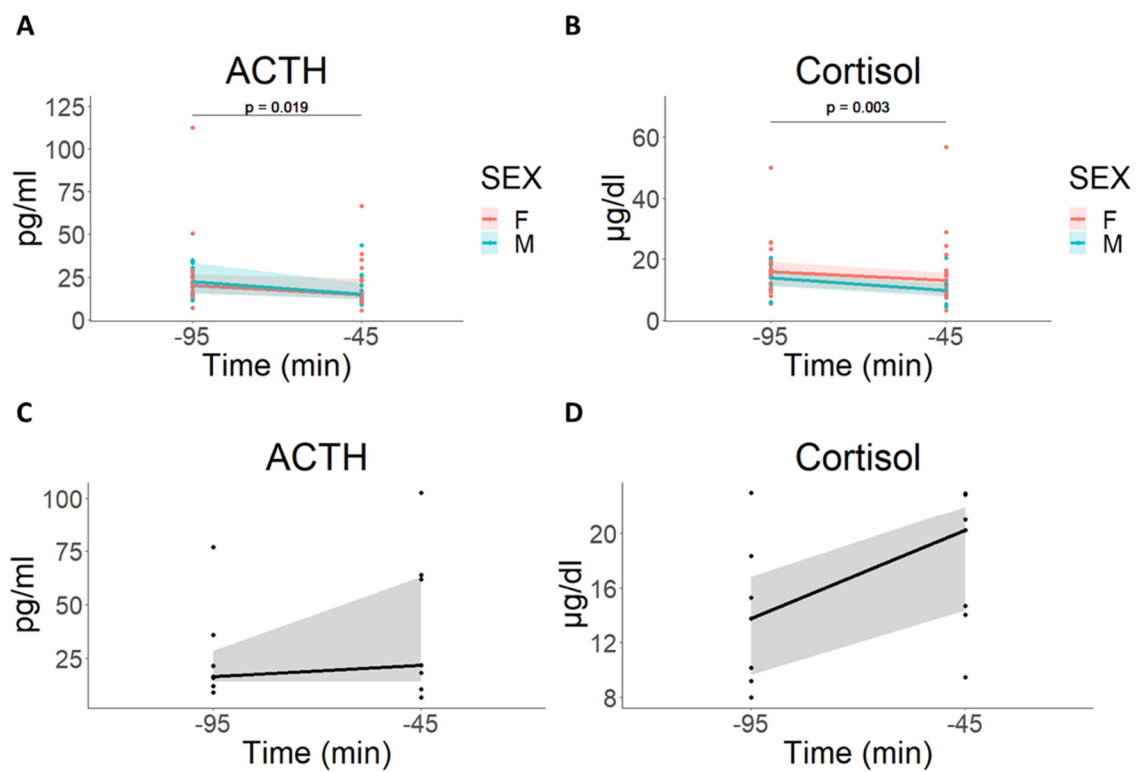 A
ACTH
125
100
75
50
25
0
pg/ml
p = 0.019
-95
-45
Time (min)
SEX
F
M
B
Cortisol
60
40
20
0
µg/dl
p = 0.003
-95
-45
Time (min)
SEX
F
M
C
ACTH
100
75
50
25
pg/ml
-95
-45
Time (min)
D
Cortisol
20
16
12
8
µg/dl
-95
-45
Time (min)